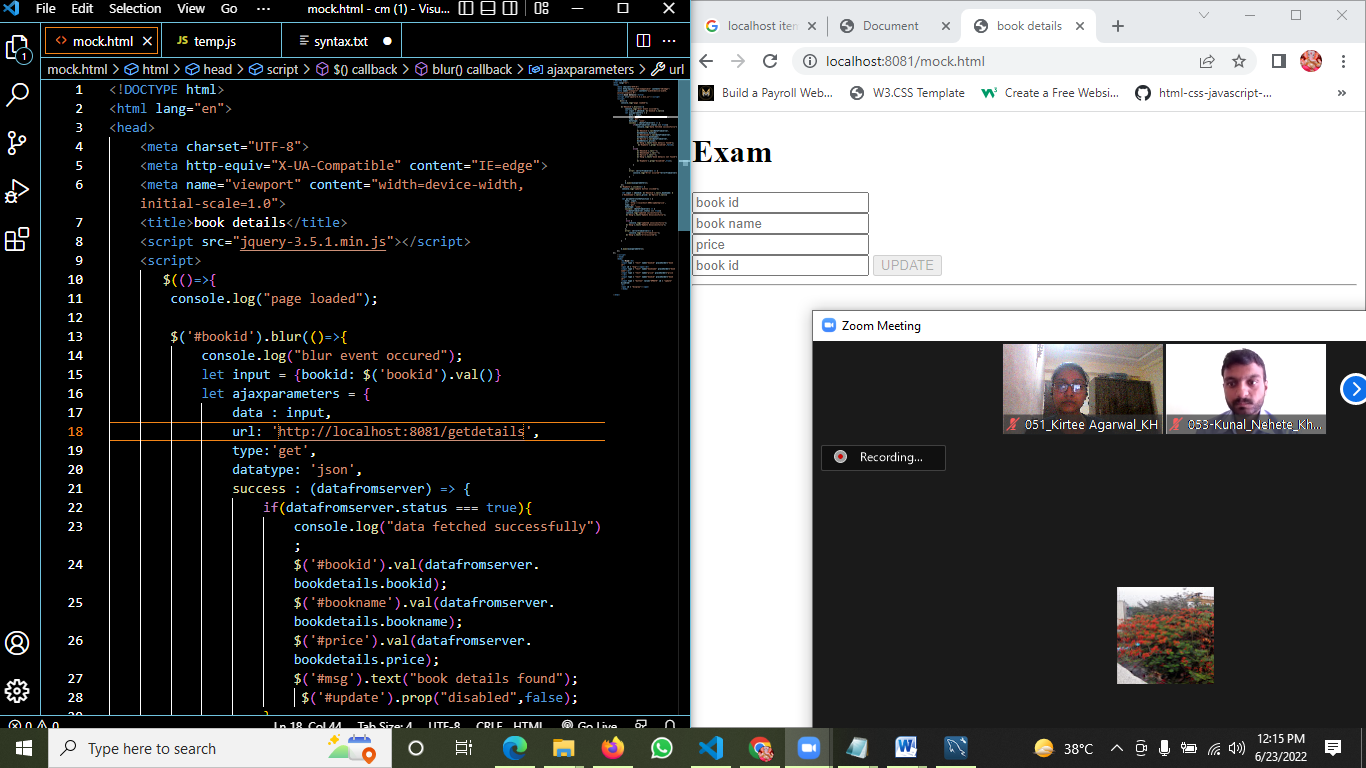 File Edit Selection View Go ··· mock.html - cm (1) - Visu...
mock.html temp.js syntax.txt
mock.html > html > head > script > $() callback > blur() callback > ajaxparameters > url
1 <!DOCTYPE html>
2 <html lang="en">
3 <head>
4 <meta charset="UTF-8">
5 <meta http-equiv="X-UA-Compatible" content="IE=edge">
6 <meta name="viewport" content="width=device-width,
initial-scale=1.0">
7 <title>book details</title>
8 <script src="jquery-3.5.1.min.js"></script>
9 <script>
10 $(()=>{
11 console.log("page loaded");
12
13 $('#bookid').blur(()=>{
14 console.log("blur event occured");
15 let input = {bookid: $('bookid').val()}
16 let ajaxparameters = {
17 data : input,
18 url: 'http://localhost:8081/getdetails',
19 type:'get',
20 datatype: 'json',
21 success : (datafromserver) => {
22 if(datafromserver.status === true){
23 console.log("data fetched successfully")
;
24 $('#bookid').val(datafromserver.
bookdetails.bookid);
25 $('#bookname').val(datafromserver.
bookdetails.bookname);
26 $('#price').val(datafromserver.
bookdetails.price);
27 $('#msg').text("book details found");
28 $('#update').prop("disabled",false);
Ln 18, Col 44 Tab Size: 4 UTF-8 CRLF HTML Go Live
localhost iten Document book details
localhost:8081/mock.html
Build a Payroll Web... W3.CSS Template Create a Free Websi... html-css-javascript-... »
Exam
book id
book name
price
book id UPDATE
Zoom Meeting
051_Kirtee Agarwal_KH 053-Kunal_Nehete_Kh...
Recording...
Type here to search
38°C
12:15 PM
6/23/2022